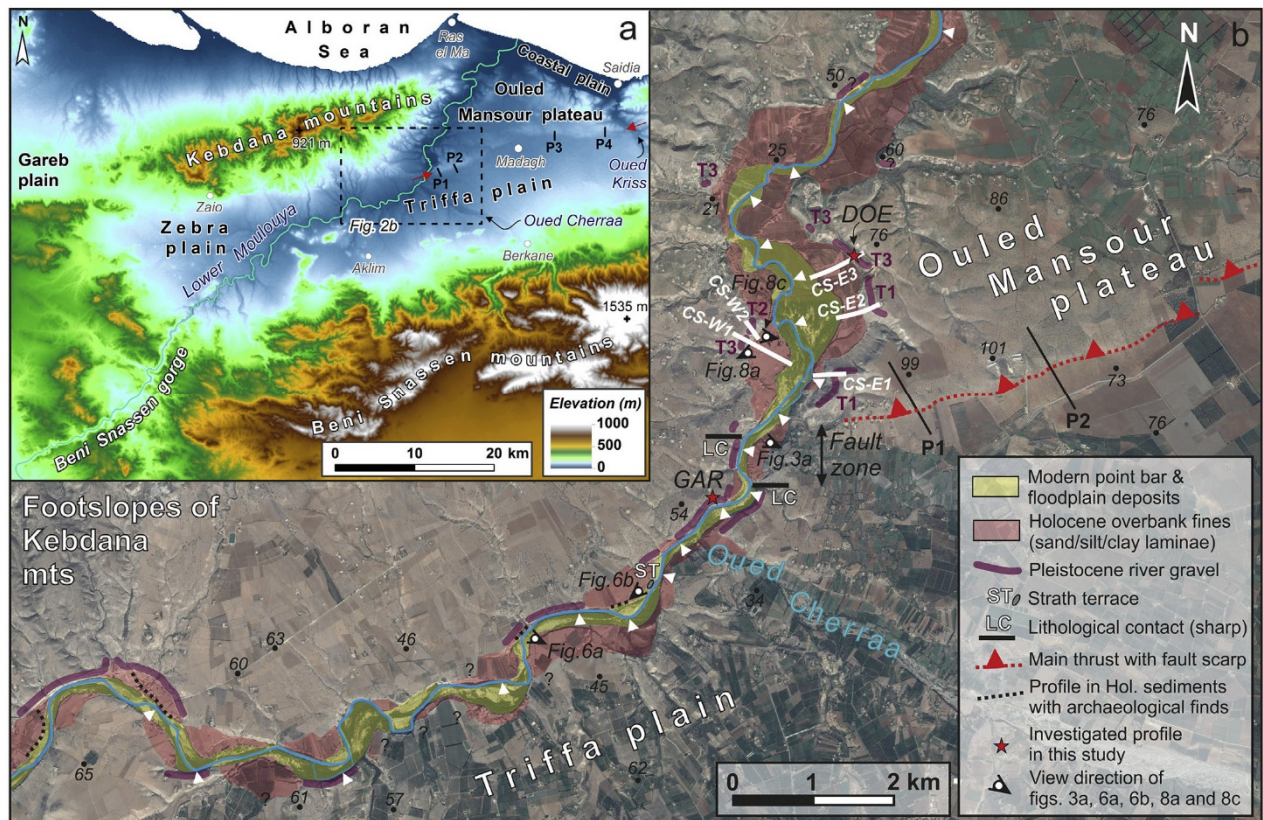 N
a
Alboran
Sea
Ras
el Ma
Saidia
Coastal plain
Ouled
Mansour plateau
Kebdana mountains
921 m
P3
P4
Madagh
Oued
Kriss
Gareb
plain
P2
P1
Triffa plain
Zaio
Zebra
plain
Lower Moulouya
Fig. 2b
Oued Cherraa
Aklim
Berkane
1535 m
Beni Snassen mountains
Beni Snassen gorge
0 10 20 km
Elevation (m)
1000
500
0
b
N
50
?
76
25
60
?
T3
21
86
T3
DOE
76
T3
Ouled
Mansour
plateau
Fig.8c
CS-E3
T1
CS-E2
CS-W2
T2
CS-W1
T3
Fig.8a
CS-E1
T1
99
101
73
76
P1
P2
Fault
zone
LC
Fig.3a
LC
GAR
54
Footslopes of
Kebdana
mts
Oued Cherraa
ST
Fig.6b
34
Fig.6a
63
46
60
?
?
45
?
?
65
?
61
57
62
Triffa plain
0 1 2 km
Modern point bar &
floodplain deposits
Holocene overbank fines
(sand/silt/clay laminae)
Pleistocene river gravel
ST Strath terrace
LC Lithological contact (sharp)
Main thrust with fault scarp
Profile in Hol. sediments
with archaeological finds
Investigated profile
in this study
View direction of
figs. 3a, 6a, 6b, 8a and 8c